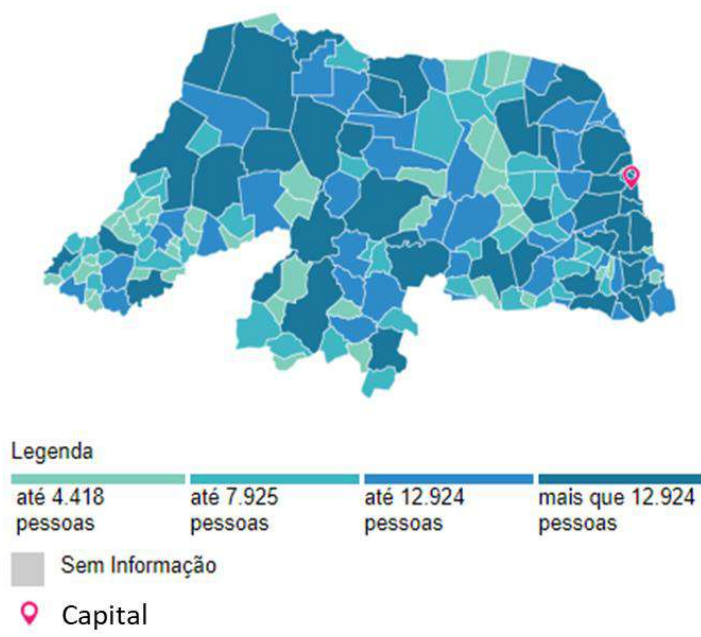 Legenda
até 4.418 até 7.925 até 12.924 mais que 12.924
pessoas pessoas pessoas pessoas
Sem Informação
Capital